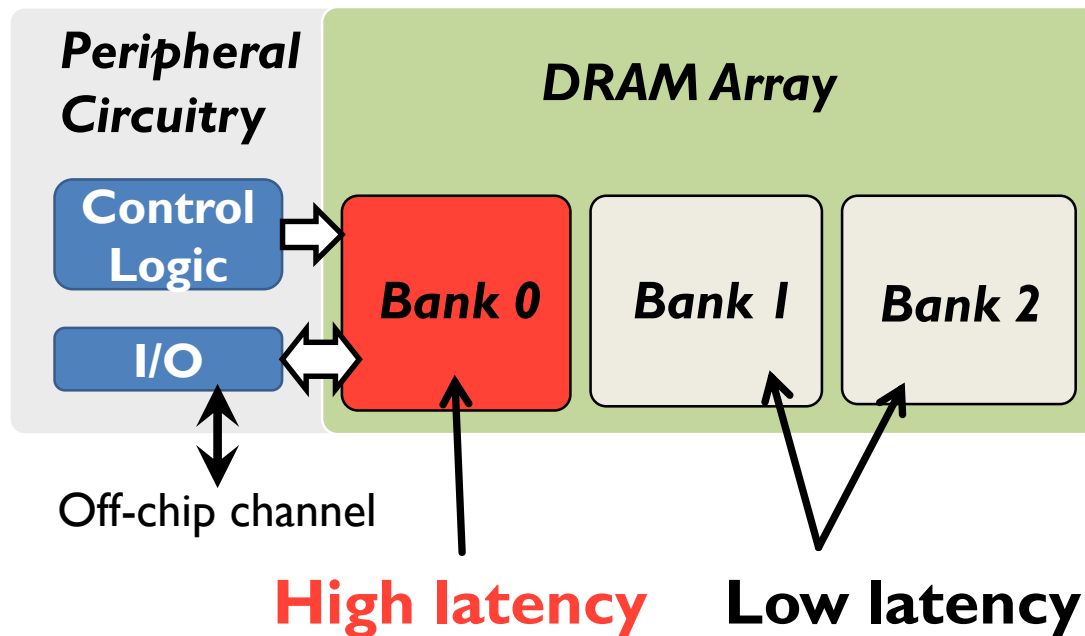 Peripheral
Circuitry
DRAM Array
Control
Logic
I/O
Bank 0
Bank 1
Bank 2
Off-chip channel
High latency
Low latency